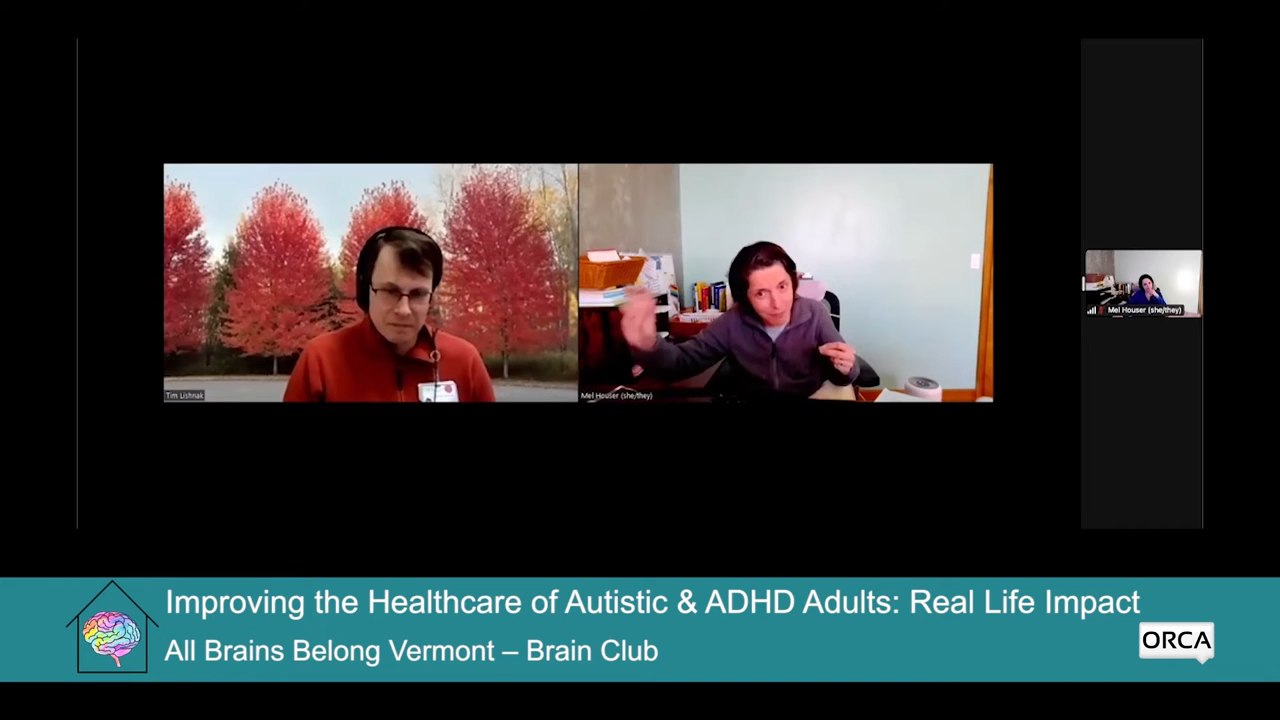 Tim Lishnak
Mel Houser (she/they)
Mel Houser (she/they)
Improving the Healthcare of Autistic & ADHD Adults: Real Life Impact
All Brains Belong Vermont – Brain Club
ORCA